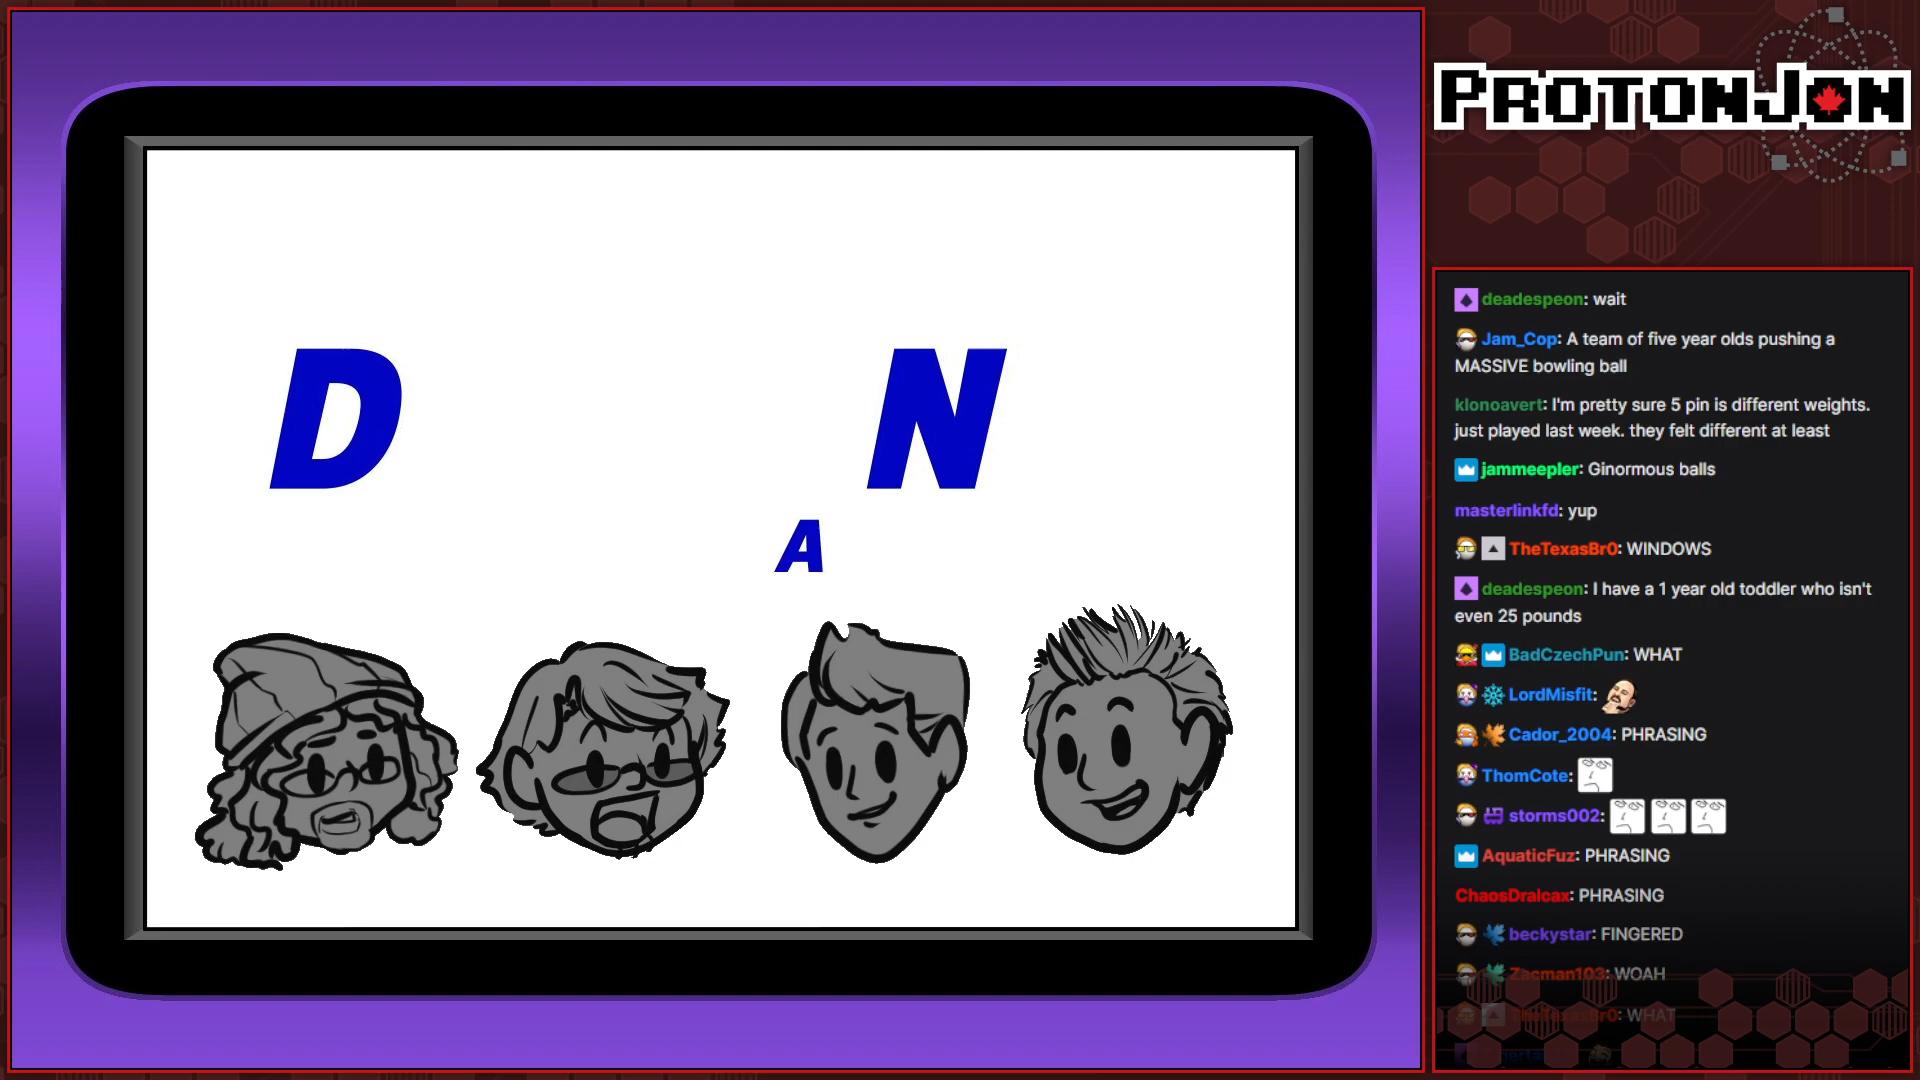 D N
A
PROTONJON
deadespeon: wait
Jam_Cop: A team of five year olds pushing a
MASSIVE bowling ball
klonoavert: I'm pretty sure 5 pin is different weights.
just played last week. they felt different at least
jammeepler: Ginormous balls
masterlinkfd: yup
TheTexasBr0: WINDOWS
deadespeon: I have a 1 year old toddler who isn't
even 25 pounds
BadCzechPun: WHAT
LordMisfit:
Cador_2004: PHRASING
ThomCote:
storms002:
AquaticFuz: PHRASING
ChaosDralcax: PHRASING
beckystar: FINGERED
Zacman103: WOAH
TheTexasBr0: WHAT